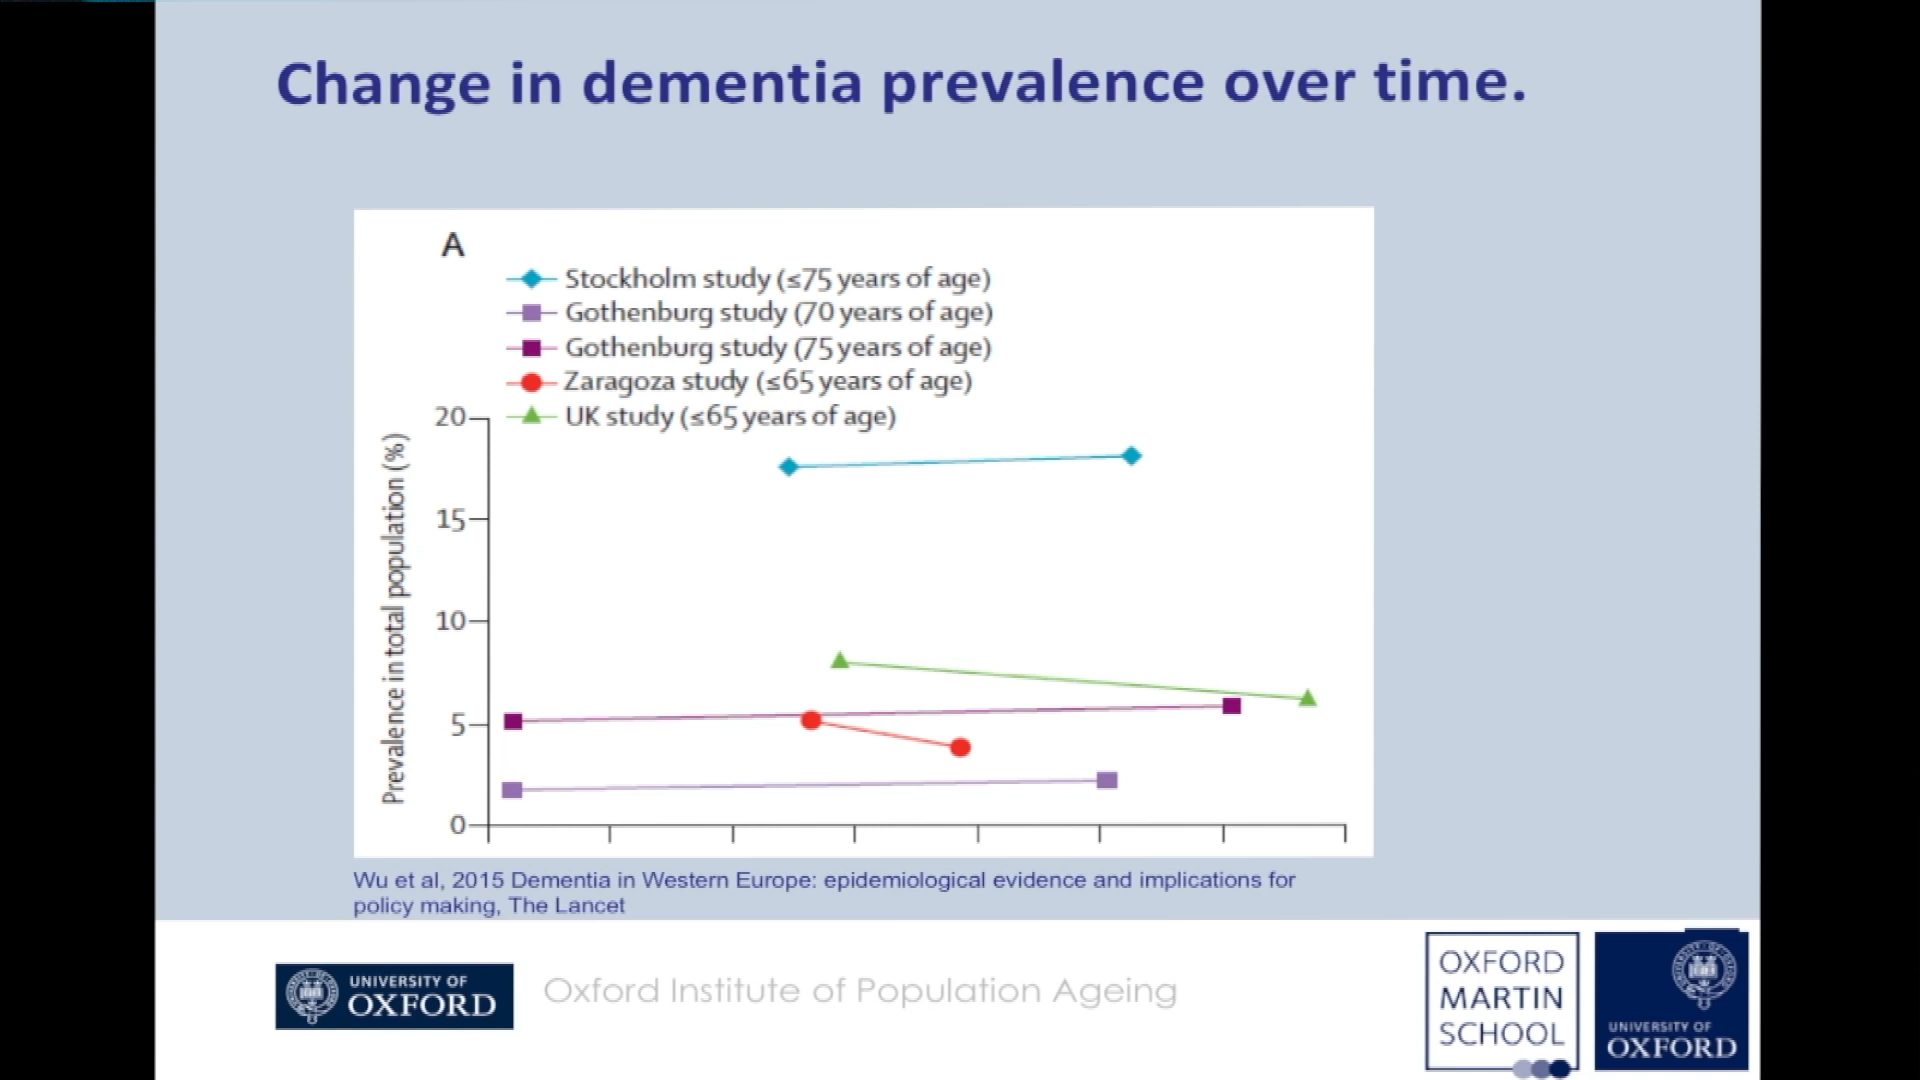 Change in dementia prevalence over time.
A
Stockholm study (≤75 years of age)
Gothenburg study (70 years of age)
Gothenburg study (75 years of age)
Zaragoza study (≤65 years of age)
UK study (≤65 years of age)
Prevalence in total population (%)
20
15
10
5
0
Wu et al, 2015 Dementia in Western Europe: epidemiological evidence and implications for
policy making, The Lancet
UNIVERSITY OF
OXFORD
Oxford Institute of Population Ageing
OXFORD
MARTIN
SCHOOL
UNIVERSITY OF
OXFORD